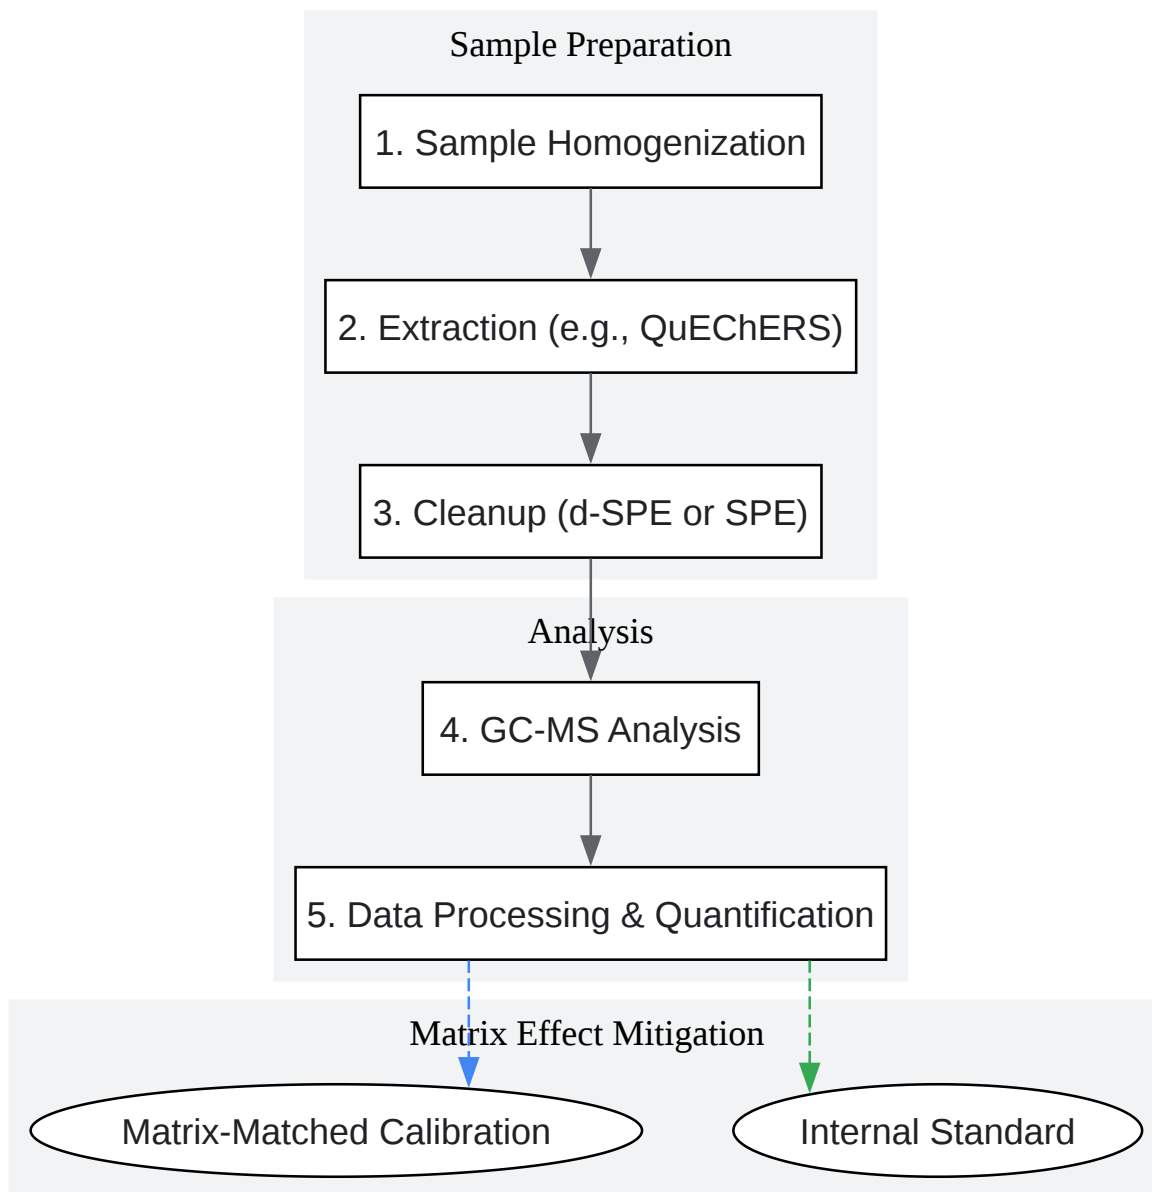 Sample Preparation
1. Sample Homogenization
2. Extraction (e.g., QuEChERS)
3. Cleanup (d-SPE or SPE)
Analysis
4. GC-MS Analysis
5. Data Processing & Quantification
Matrix Effect Mitigation
Matrix-Matched Calibration
Internal Standard